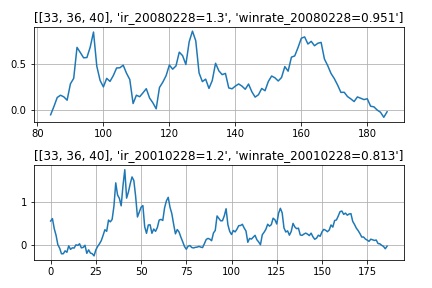 [[33, 36, 40], 'ir_20080228=1.3', 'winrate_20080228=0.951']
0.5
0.0
80 100 120 140 160 180
[[33, 36, 40], 'ir_20010228=1.2', 'winrate_20010228=0.813']
1
0
0 25 50 75 100 125 150 175